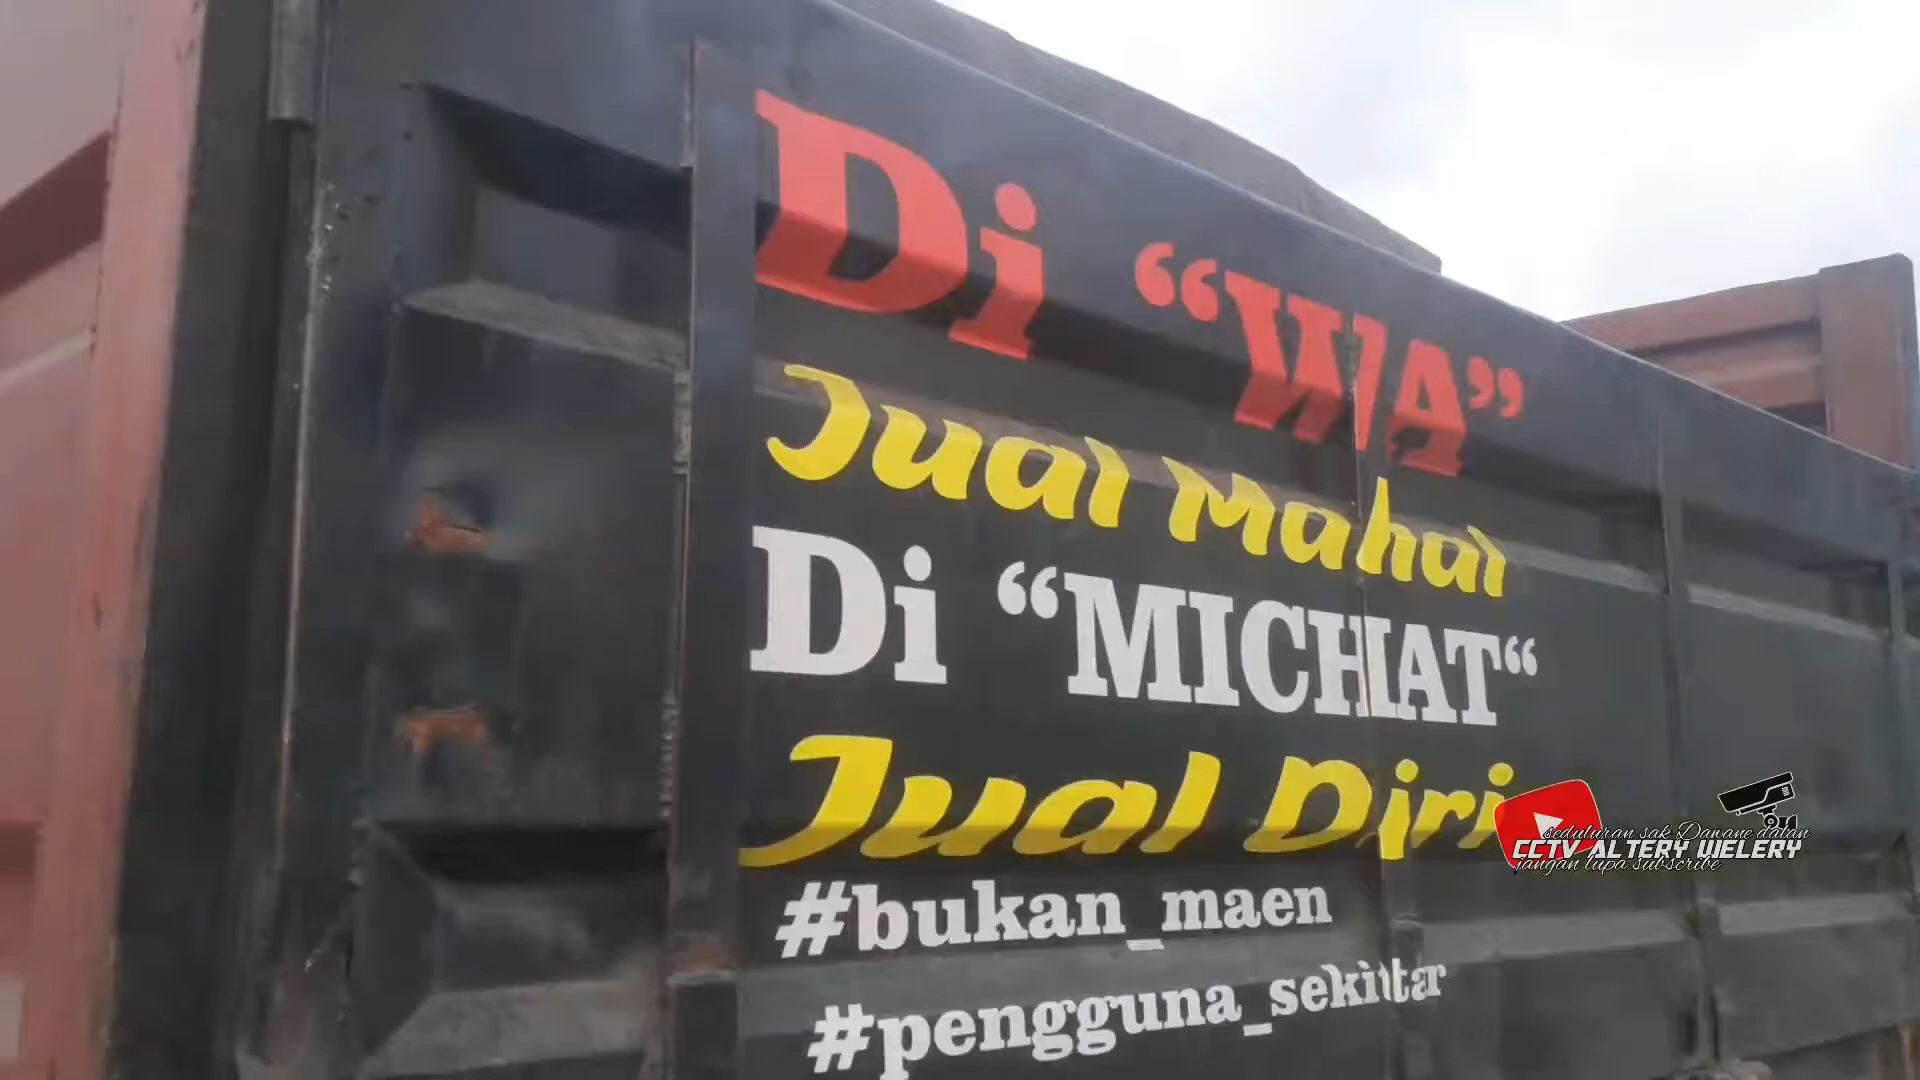 Di “WA”
Jual Mahal
Di “MICHAT“
Jual Diri
#bukan_maen
#pengguna_sekitar
seduluran sak Dawane dalan
CCTV ALTERY WELERY
jangan lupa subscribe